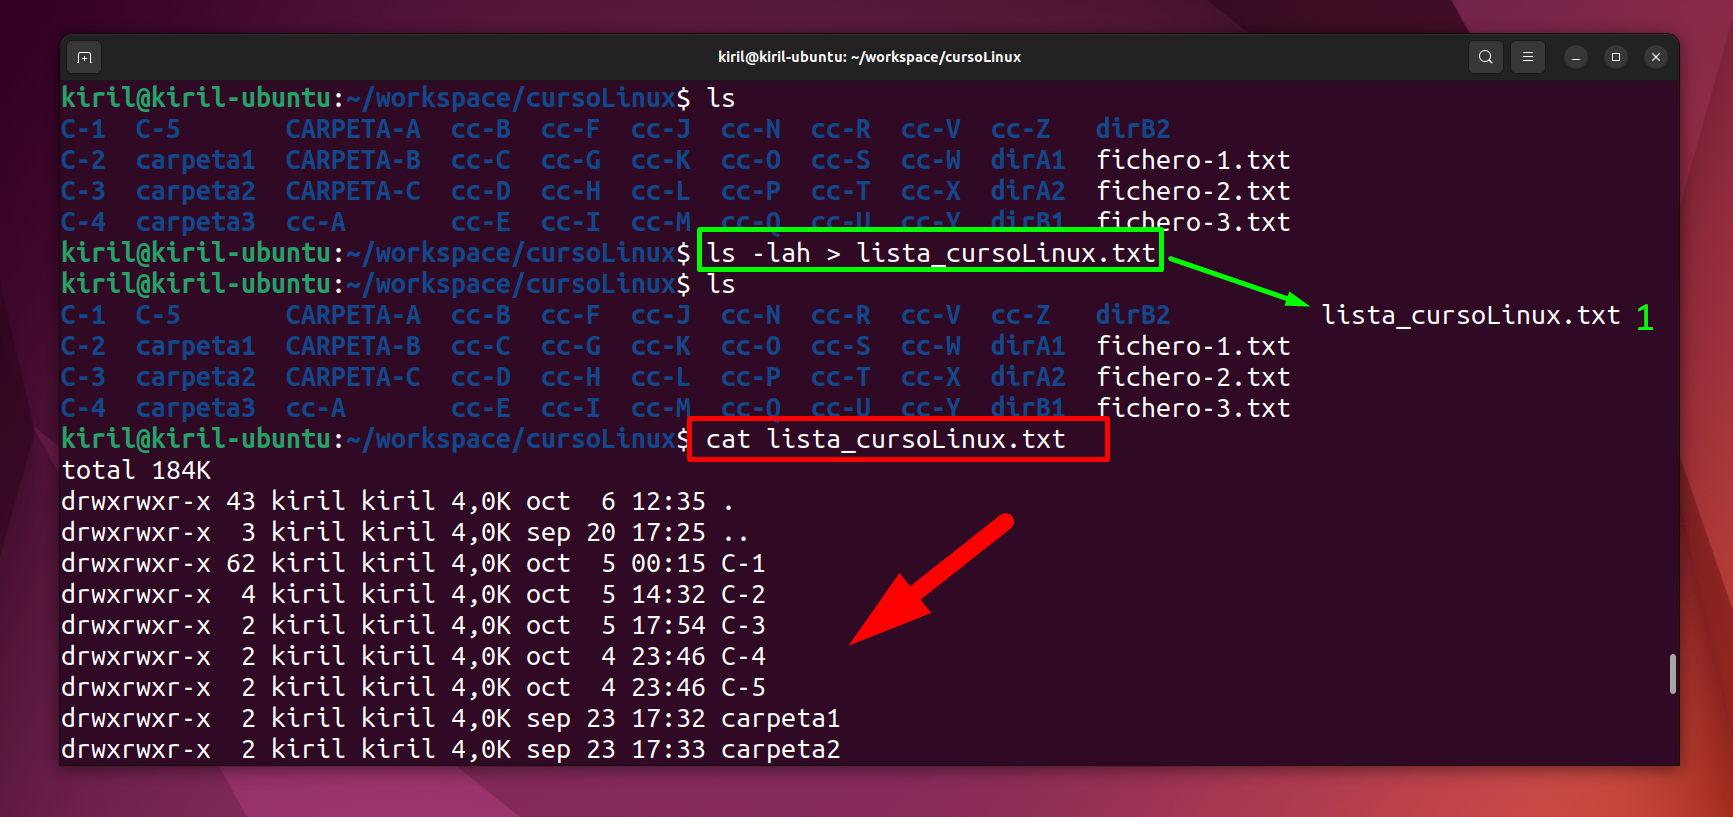 kiril@kiril-ubuntu: ~/workspace/cursoLinux
kiril@kiril-ubuntu:~/workspace/cursoLinux$ ls
C-1  C-5       CARPETA-A  cc-B  cc-F  cc-J  cc-N  cc-R  cc-V  cc-Z   dirB2
C-2  carpeta1  CARPETA-B  cc-C  cc-G  cc-K  cc-O  cc-S  cc-W  dirA1  fichero-1.txt
C-3  carpeta2  CARPETA-C  cc-D  cc-H  cc-L  cc-P  cc-T  cc-X  dirA2  fichero-2.txt
C-4  carpeta3  cc-A       cc-E  cc-I  cc-M  cc-Q  cc-U  cc-Y  dirB1  fichero-3.txt
kiril@kiril-ubuntu:~/workspace/cursoLinux$ ls -lah > lista_cursoLinux.txt
kiril@kiril-ubuntu:~/workspace/cursoLinux$ ls
C-1  C-5       CARPETA-A  cc-B  cc-F  cc-J  cc-N  cc-R  cc-V  cc-Z   dirB2          lista_cursoLinux.txt 1
C-2  carpeta1  CARPETA-B  cc-C  cc-G  cc-K  cc-O  cc-S  cc-W  dirA1  fichero-1.txt
C-3  carpeta2  CARPETA-C  cc-D  cc-H  cc-L  cc-P  cc-T  cc-X  dirA2  fichero-2.txt
C-4  carpeta3  cc-A       cc-E  cc-I  cc-M  cc-Q  cc-U  cc-Y  dirB1  fichero-3.txt
kiril@kiril-ubuntu:~/workspace/cursoLinux$ cat lista_cursoLinux.txt
total 184K
drwxrwxr-x 43 kiril kiril 4,0K oct  6 12:35 .
drwxrwxr-x  3 kiril kiril 4,0K sep 20 17:25 ..
drwxrwxr-x 62 kiril kiril 4,0K oct  5 00:15 C-1
drwxrwxr-x  4 kiril kiril 4,0K oct  5 14:32 C-2
drwxrwxr-x  2 kiril kiril 4,0K oct  5 17:54 C-3
drwxrwxr-x  2 kiril kiril 4,0K oct  4 23:46 C-4
drwxrwxr-x  2 kiril kiril 4,0K oct  4 23:46 C-5
drwxrwxr-x  2 kiril kiril 4,0K sep 23 17:32 carpeta1
drwxrwxr-x  2 kiril kiril 4,0K sep 23 17:33 carpeta2